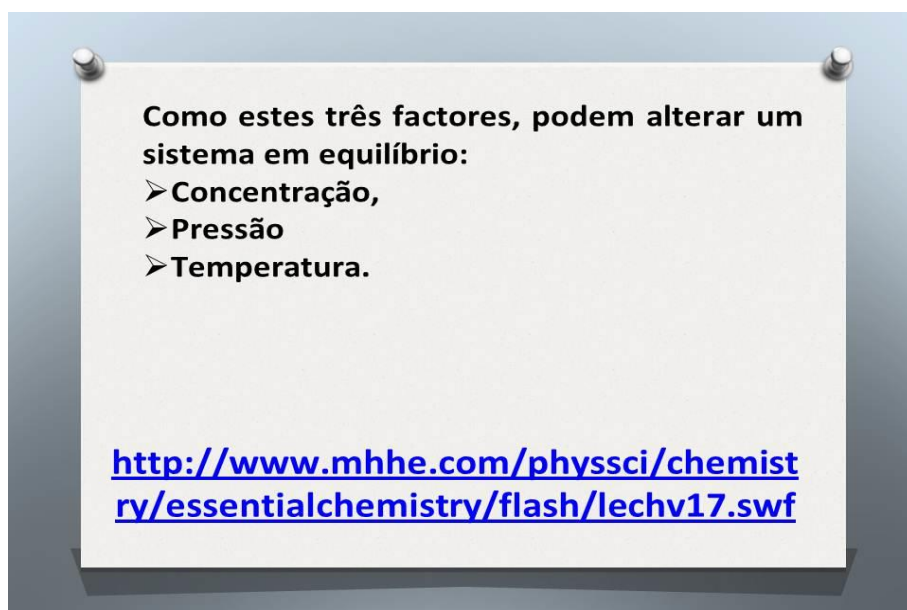 Como estes três factores, podem alterar um
sistema em equilíbrio:
➢Concentração,
➢Pressão
➢Temperatura.
http://www.mhhe.com/physsci/chemist
ry/essentialchemistry/flash/lechv17.swf